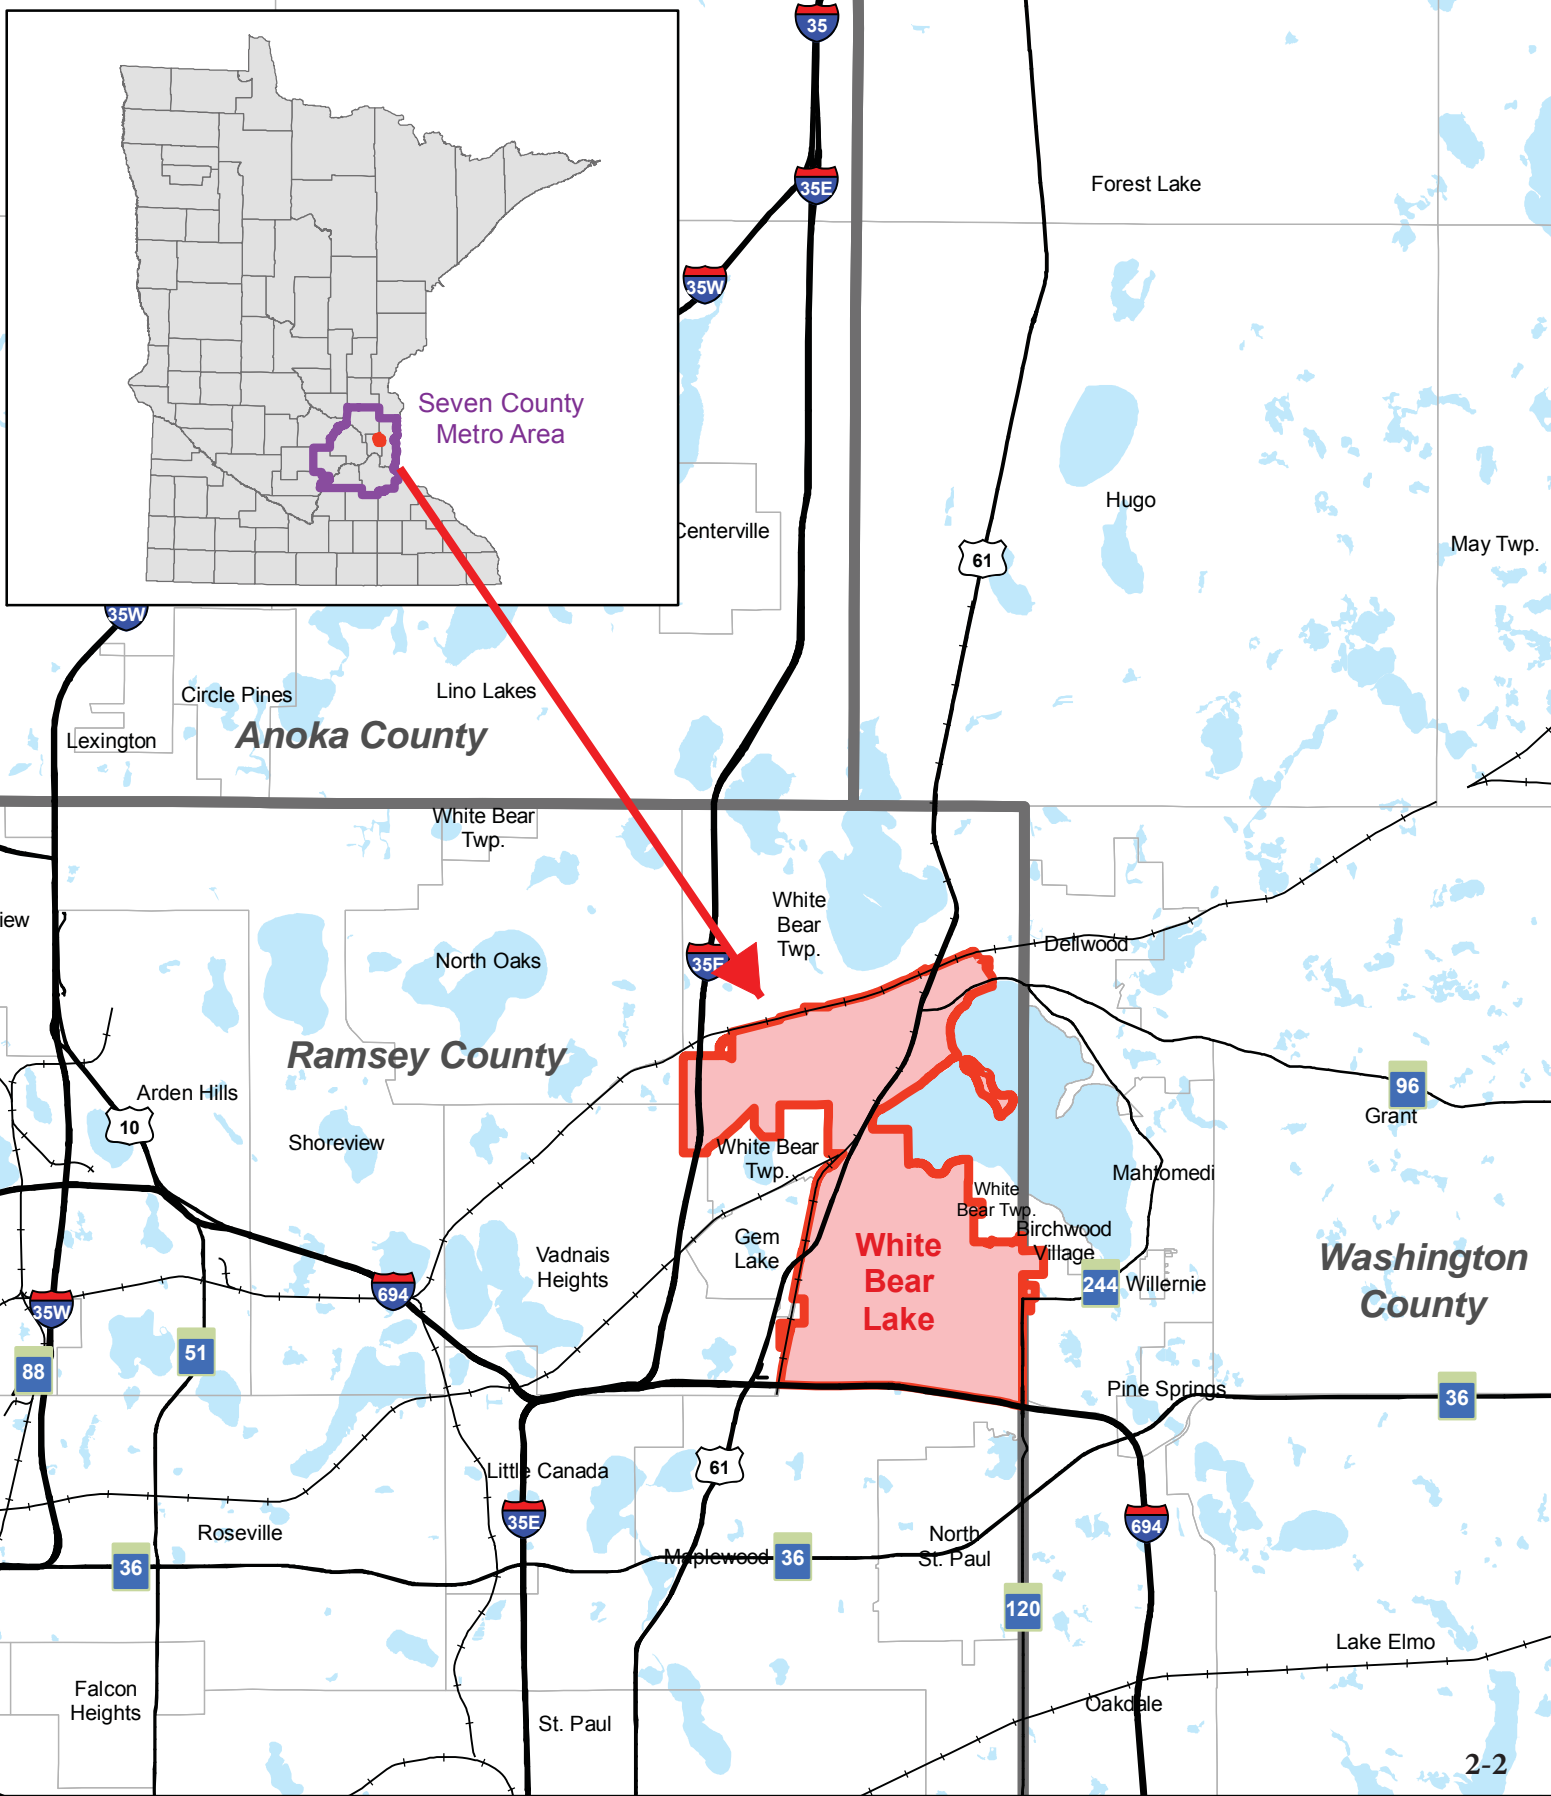 35
35E
Forest Lake
35W
Seven County
Metro Area
Hugo
Centerville
May Twp.
61
35W
Circle Pines
Lino Lakes
Lexington
Anoka County
White Bear
Twp.
White
Bear
Twp.
iew
North Oaks
35E
Dellwood
Ramsey County
Arden Hills
96
Grant
10
Shoreview
White Bear
Twp.
Mahtomedi
White
Bear Twp.
Birchwood
Village
Gem
Lake
Vadnais
Heights
White
Bear
Lake
Washington
County
694
244
Willernie
35W
51
88
Pine Springs
36
Little Canada
61
35E
694
Roseville
North
St. Paul
36
Maplewood
36
120
Lake Elmo
Falcon
Heights
Oakdale
St. Paul
2-2